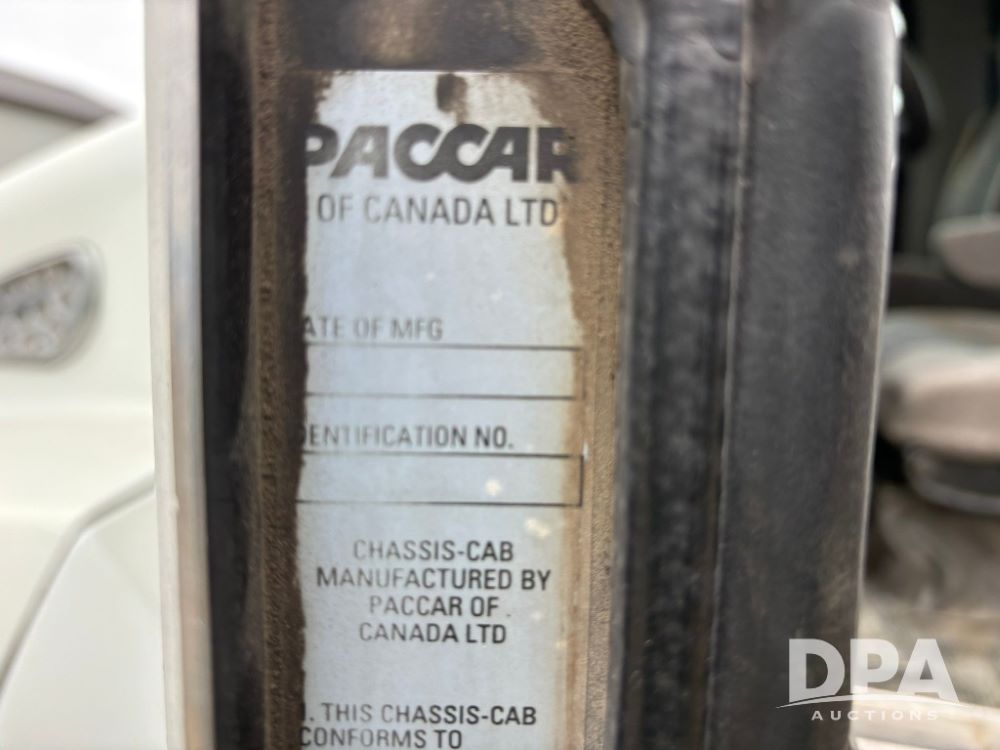 PACCAR
OF CANADA LTD
ATE OF MFG
DENTIFICATION NO.
CHASSIS-CAB
MANUFACTURED BY
PACCAR OF
CANADA LTD
1. THIS CHASSIS-CAB
CONFORMS TO
DPA
AUCTIONS